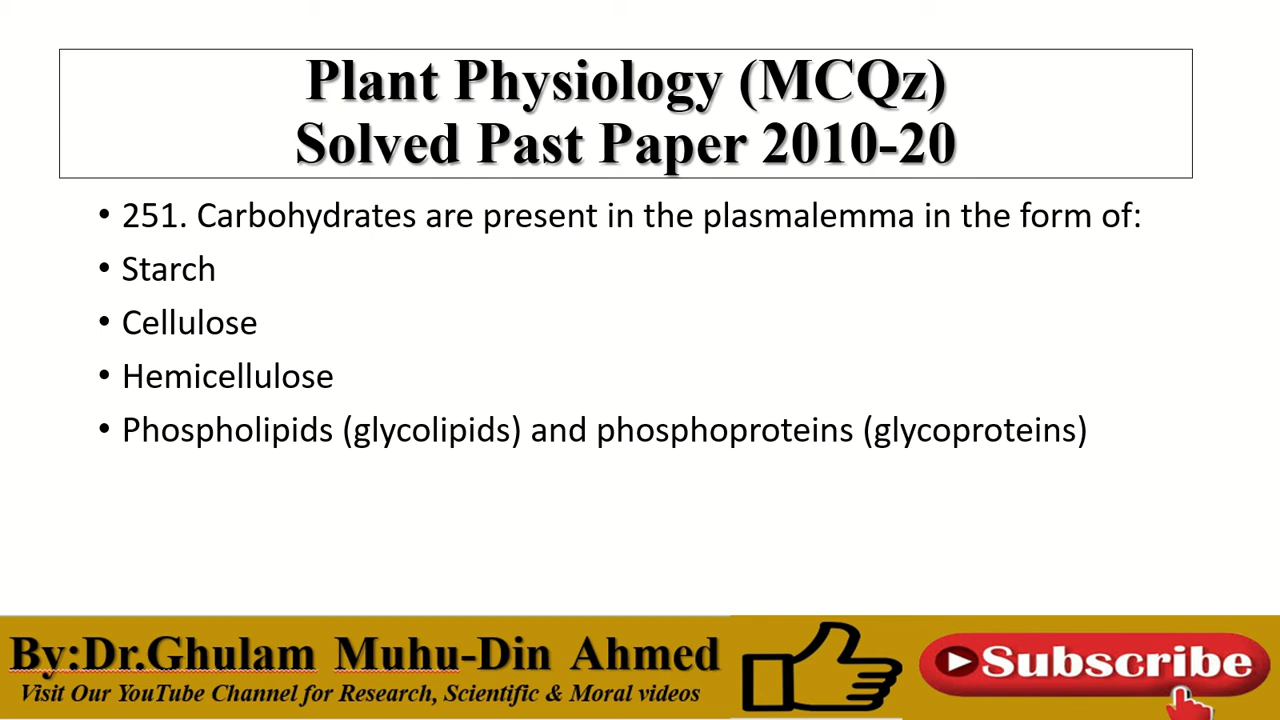 Plant Physiology (MCQz)
Solved Past Paper 2010-20
• 251. Carbohydrates are present in the plasmalemma in the form of:
• Starch
• Cellulose
• Hemicellulose
• Phospholipids (glycolipids) and phosphoproteins (glycoproteins)
By:Dr.Ghulam Muhu-Din Ahmed
Visit Our YouTube Channel for Research, Scientific & Moral videos
Subscribe